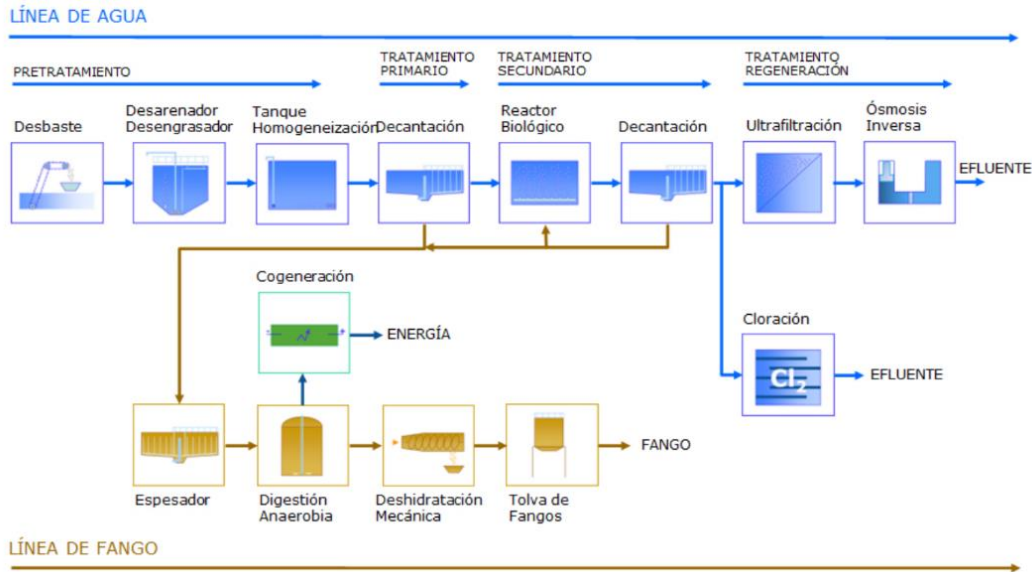 LÍNEA DE AGUA
PRETRATAMIENTO
TRATAMIENTO
PRIMARIO
TRATAMIENTO
SECUNDARIO
TRATAMIENTO
REGENERACIÓN
Desbaste
Desarenador
Desengrasador
Tanque
Homogeneización
Decantación
Reactor
Biológico
Decantación
Ultrafiltración
Ósmosis
Inversa
EFLUENTE
Cogeneración
ENERGÍA
Cloración
Cl2
EFLUENTE
FANGO
Espesador
Digestión
Anaerobia
Deshidratación
Mecánica
Tolva de
Fangos
LÍNEA DE FANGO